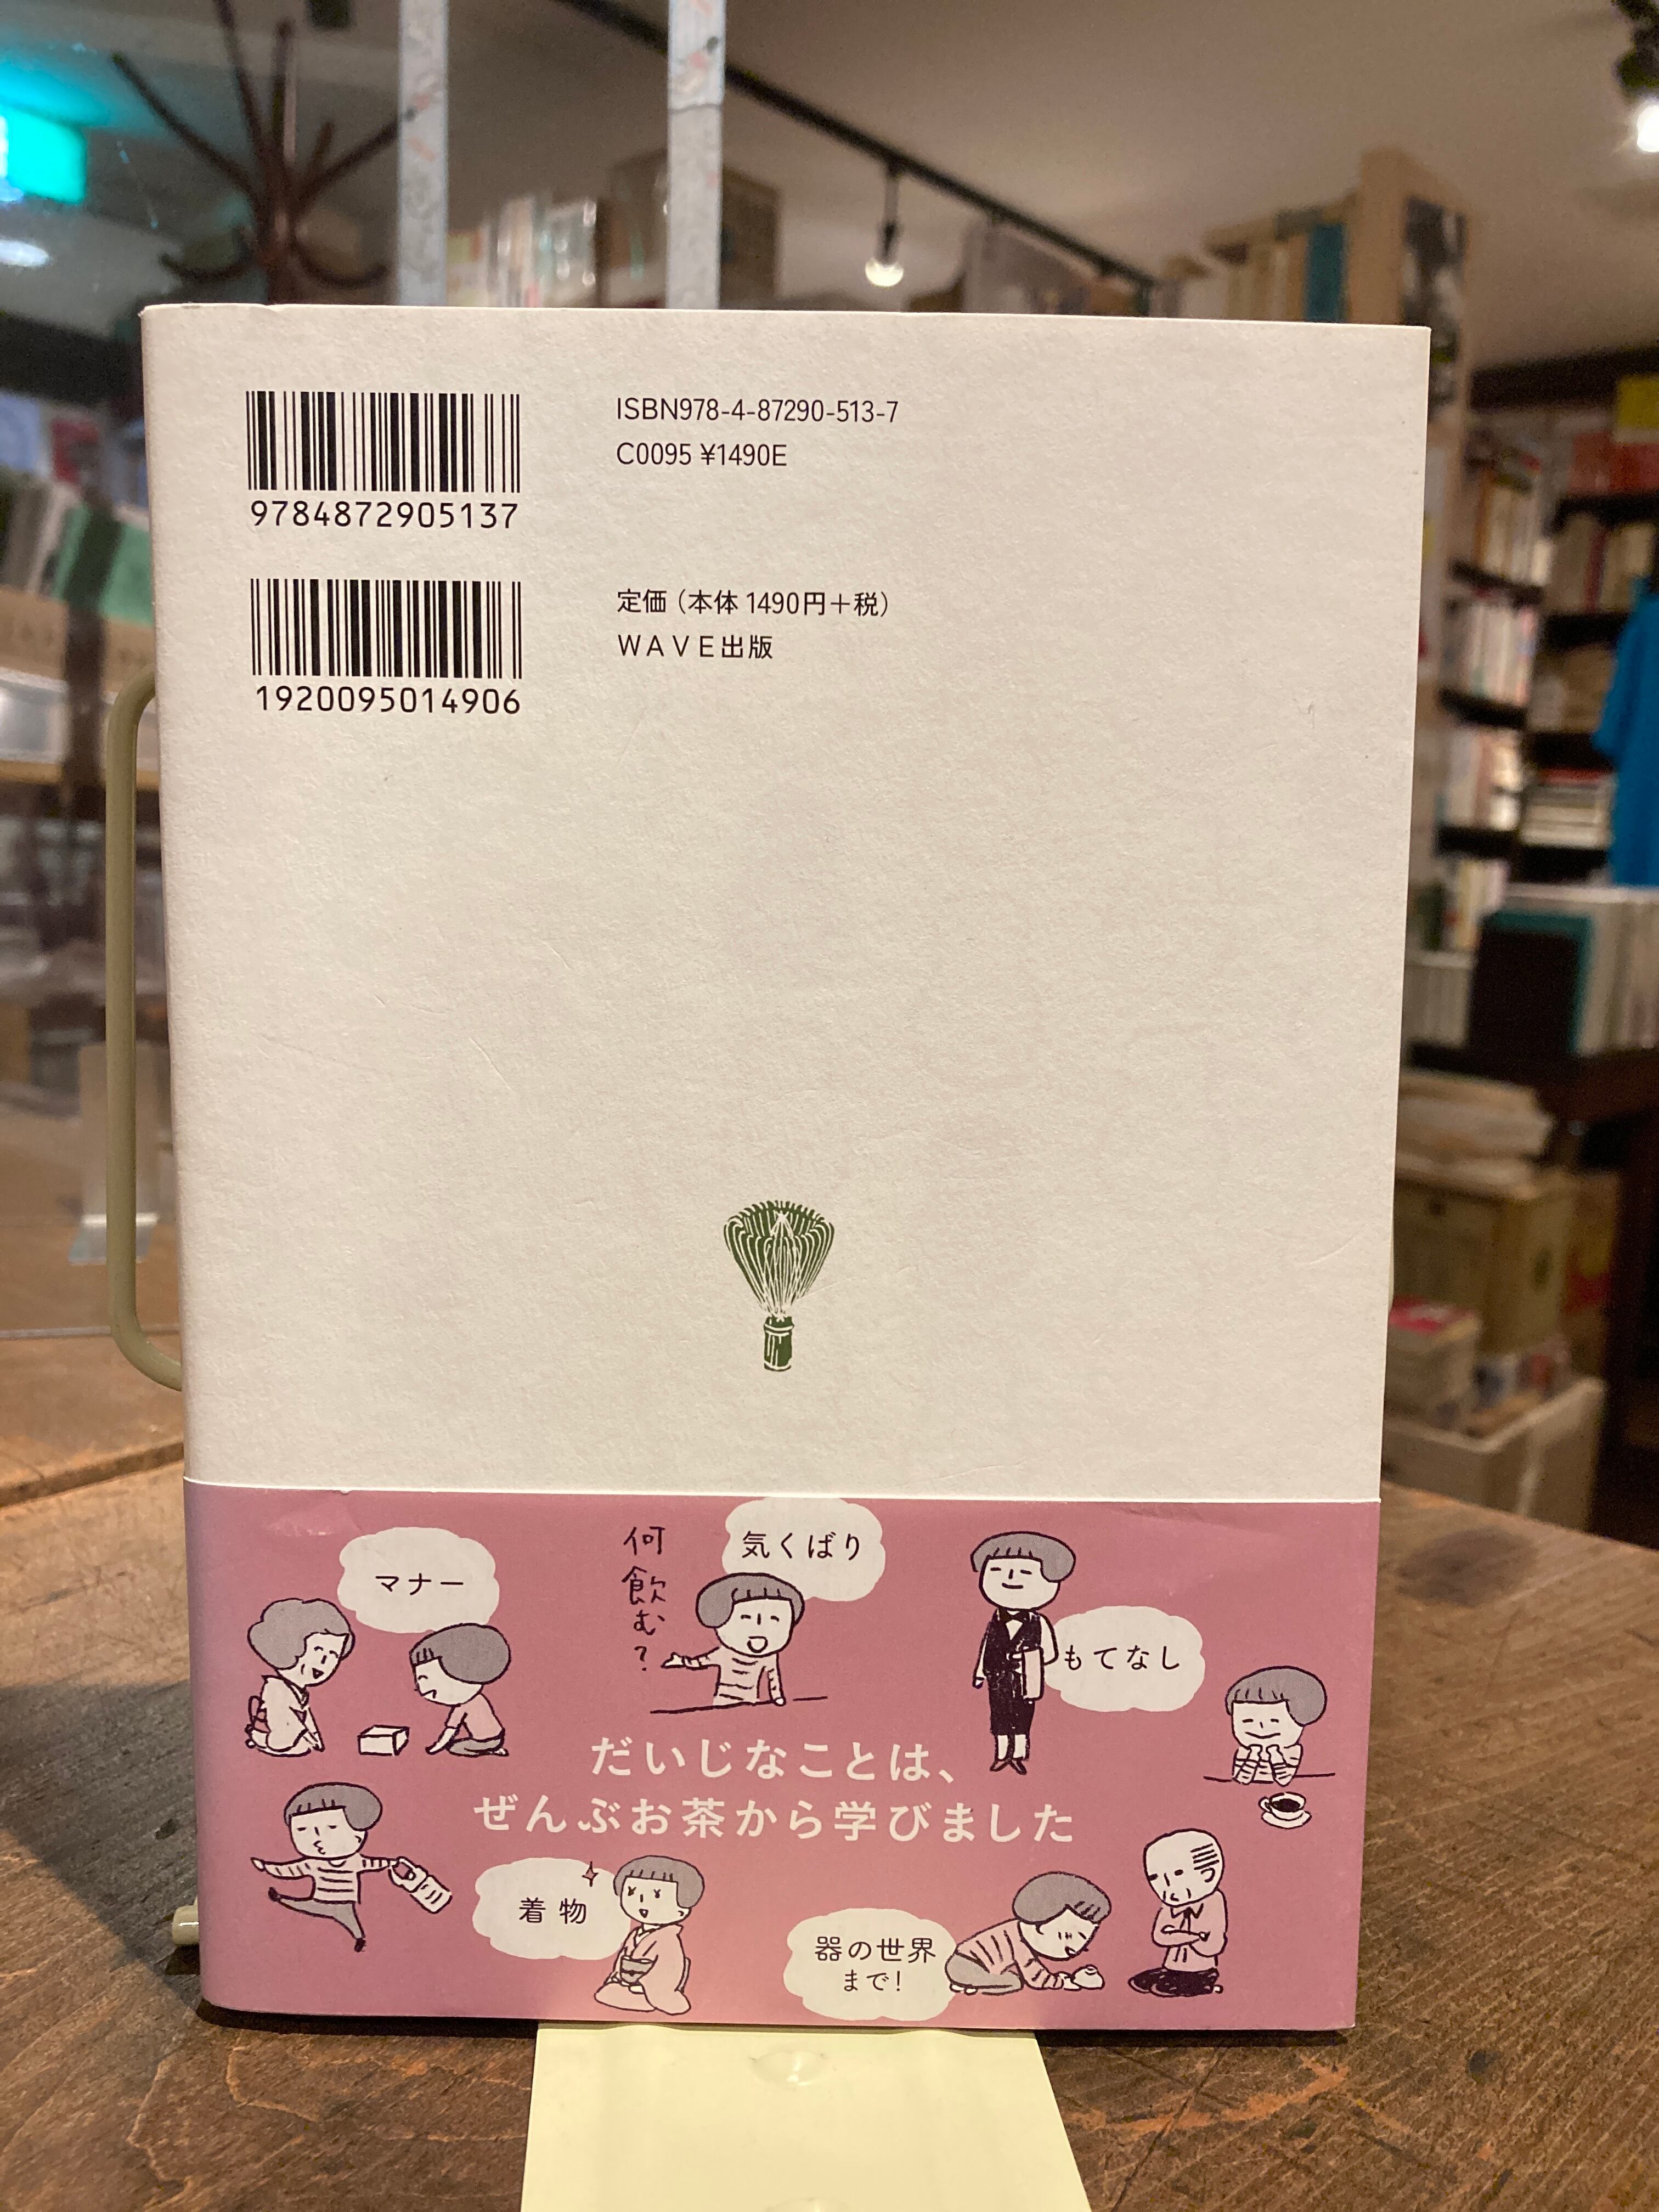 ISBN978-4-87290-513-7
C0095 ¥1490E
9784872905137
定価（本体1490円＋税）
ＷＡＶＥ出版
1920095014906
マナー
何飲む?
気くばり
もてなし
だいじなことは、
ぜんぶお茶から学びました
着物
器の世界
まで!